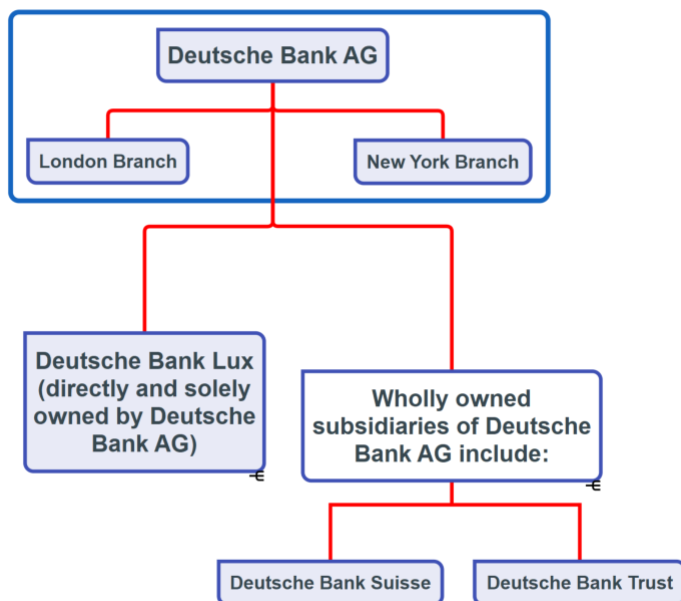 Deutsche Bank AG
London Branch
New York Branch
Deutsche Bank Lux
(directly and solely
owned by Deutsche
Bank AG)
Wholly owned
subsidiaries of Deutsche
Bank AG include:
Deutsche Bank Suisse
Deutsche Bank Trust